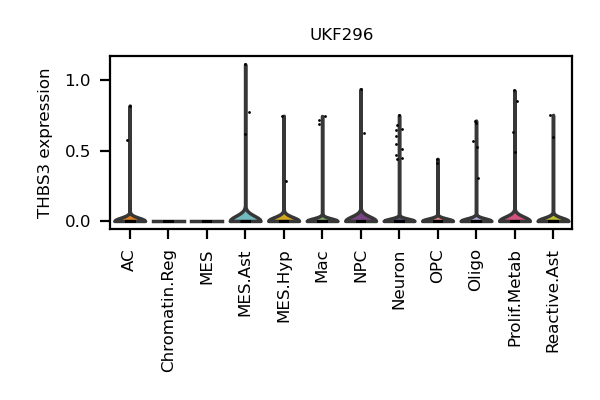 UKF296
THBS3 expression
1.0
0.5
0.0
AC
Chromatin.Reg
MES
MES.Ast
MES.Hyp
Mac
NPC
Neuron
OPC
Oligo
Prolif.Metab
Reactive.Ast